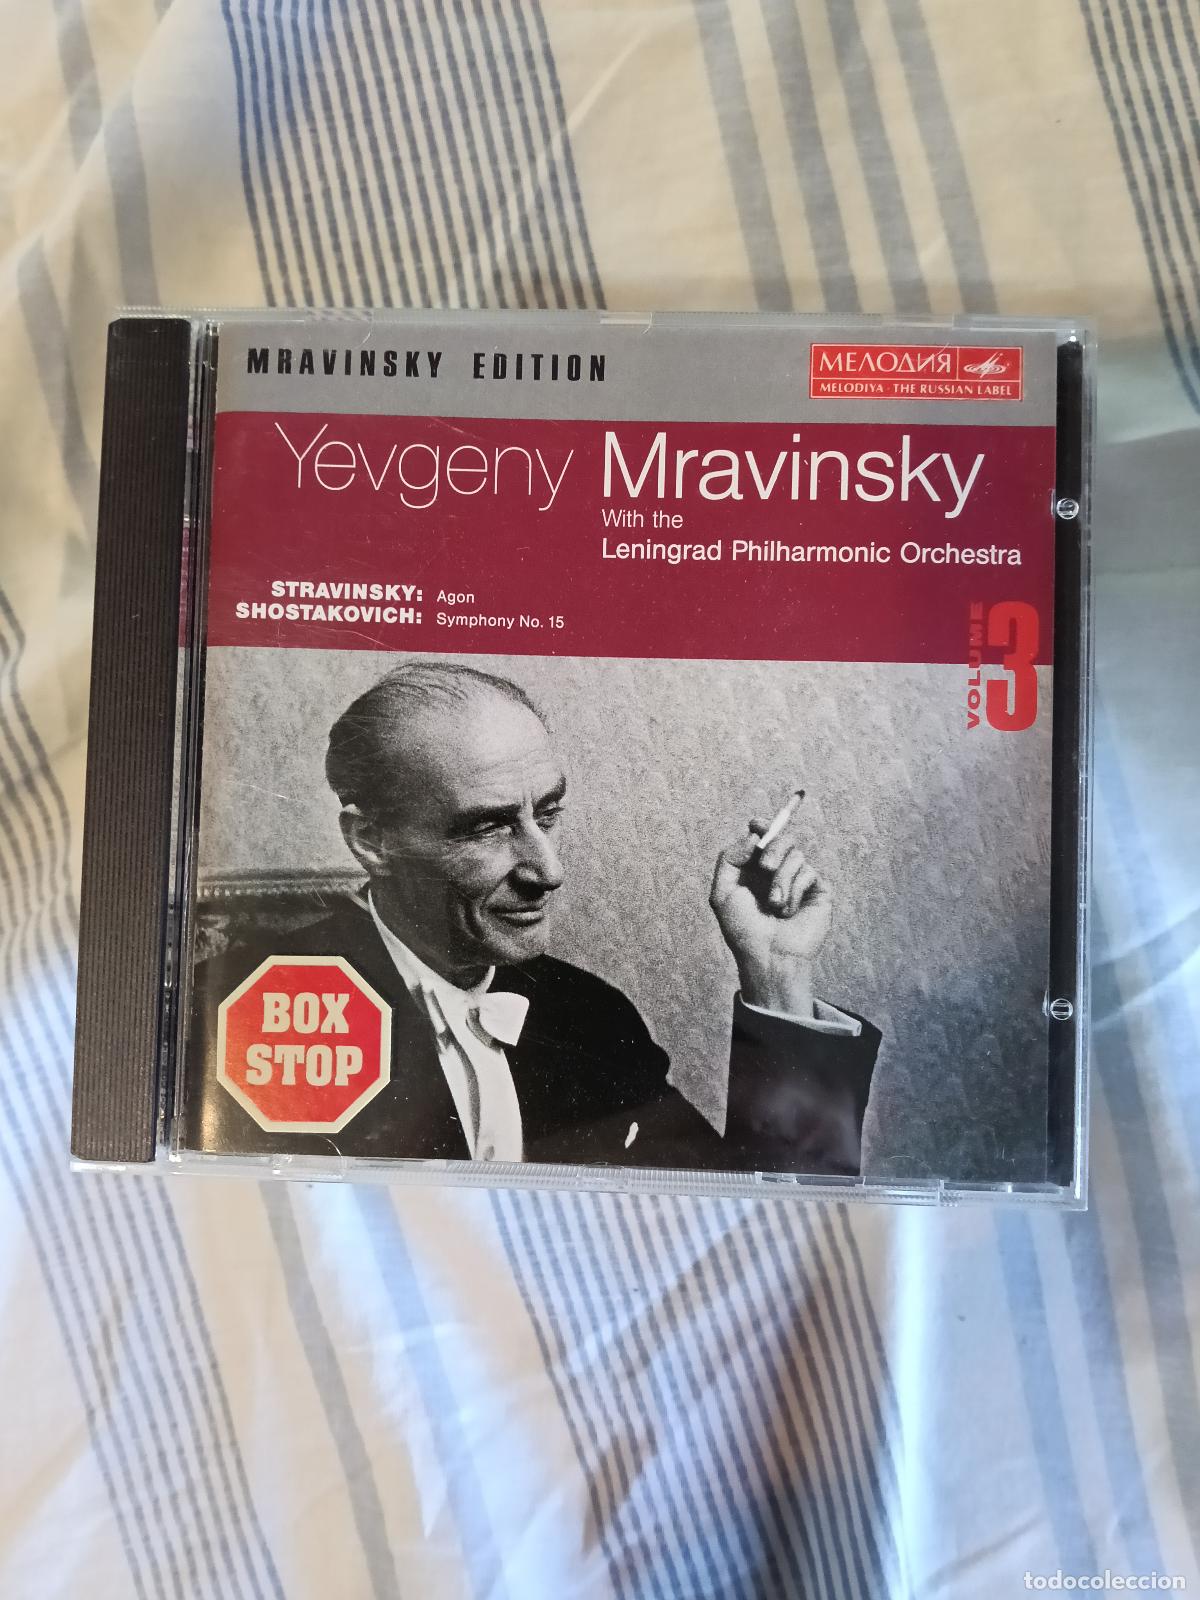 MRAVINSKY EDITION
МЕЛОДИЯ
MELODIYA · THE RUSSIAN LABEL
Yevgeny Mravinsky
With the
Leningrad Philharmonic Orchestra
STRAVINSKY: Agon
SHOSTAKOVICH: Symphony No. 15
VOLUME 3
BOX
STOP
todocoleccion